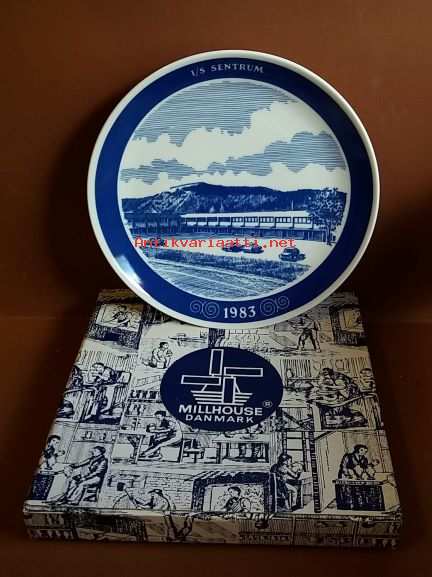 I/S SENTRUM
Antikvariaatti.net
1983
MILLHOUSE ®
DANMARK